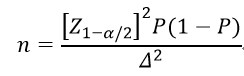 n = [Z₁₋α/₂]² P(1 − P) / Δ²